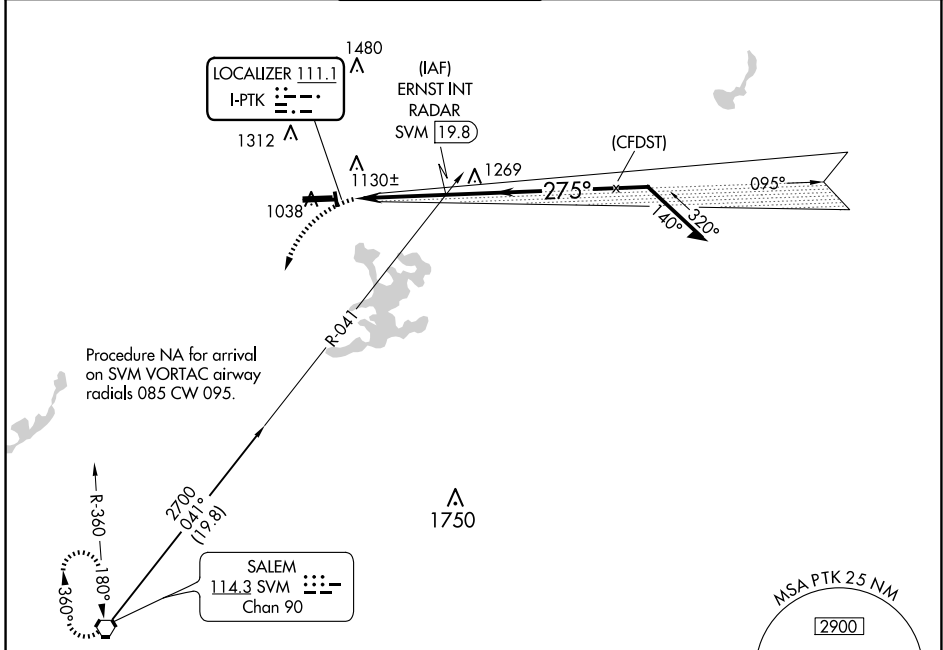 1480
LOCALIZER 111.1
I-PTK
1312
(IAF)
ERNST INT
RADAR
SVM 19.8
(CFDST)
1130±
1269
1038
275°
095°
140°
320°
R-041
Procedure NA for arrival
on SVM VORTAC airway
radials 085 CW 095.
2700
041°
(19.8)
R-360
180°
360°
1750
SALEM
114.3 SVM
Chan 90
MSA PTK 25 NM
2900